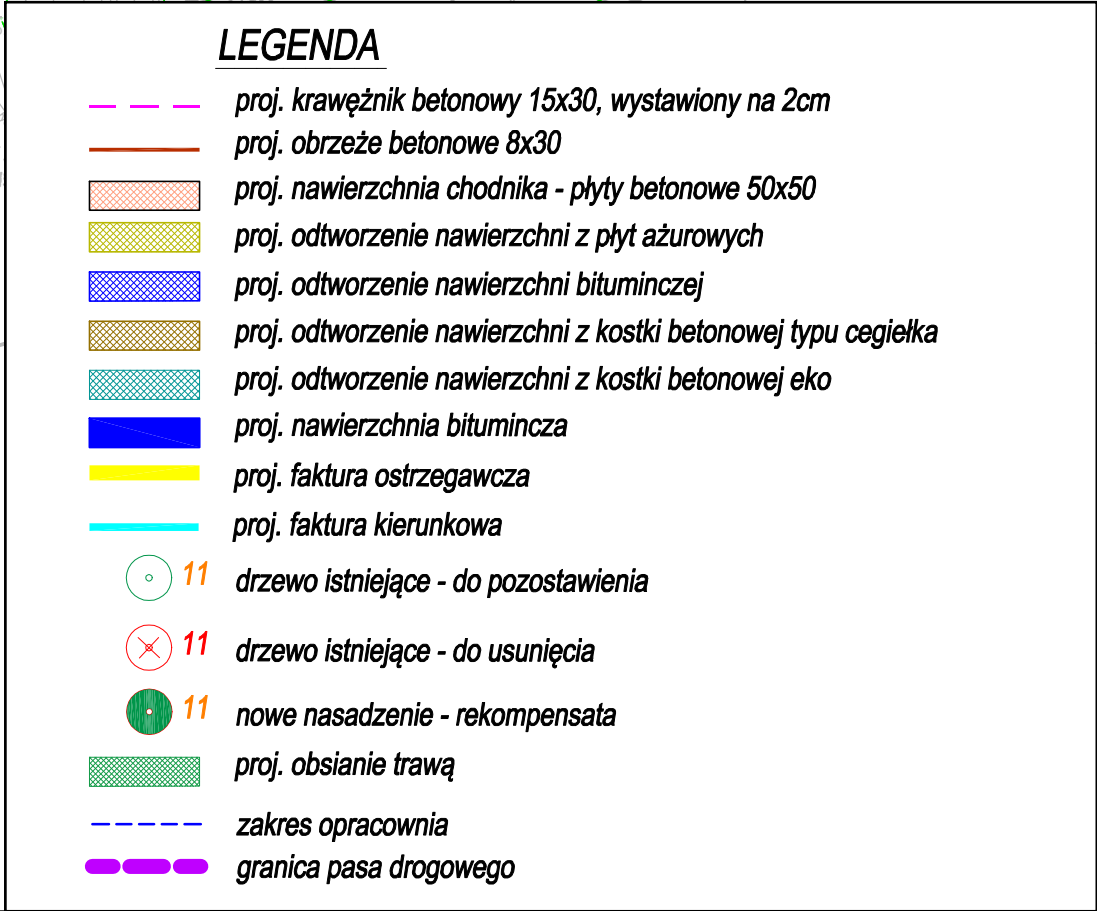 LEGENDA
proj. krawężnik betonowy 15x30, wystawiony na 2cm
proj. obrzeże betonowe 8x30
proj. nawierzchnia chodnika - płyty betonowe 50x50
proj. odtworzenie nawierzchni z płyt ażurowych
proj. odtworzenie nawierzchni bituminczej
proj. odtworzenie nawierzchni z kostki betonowej typu cegiełka
proj. odtworzenie nawierzchni z kostki betonowej eko
proj. nawierzchnia bitumincza
proj. faktura ostrzegawcza
proj. faktura kierunkowa
11 drzewo istniejące - do pozostawienia
11 drzewo istniejące - do usunięcia
11 nowe nasadzenie - rekompensata
proj. obsianie trawą
zakres opracownia
granica pasa drogowego